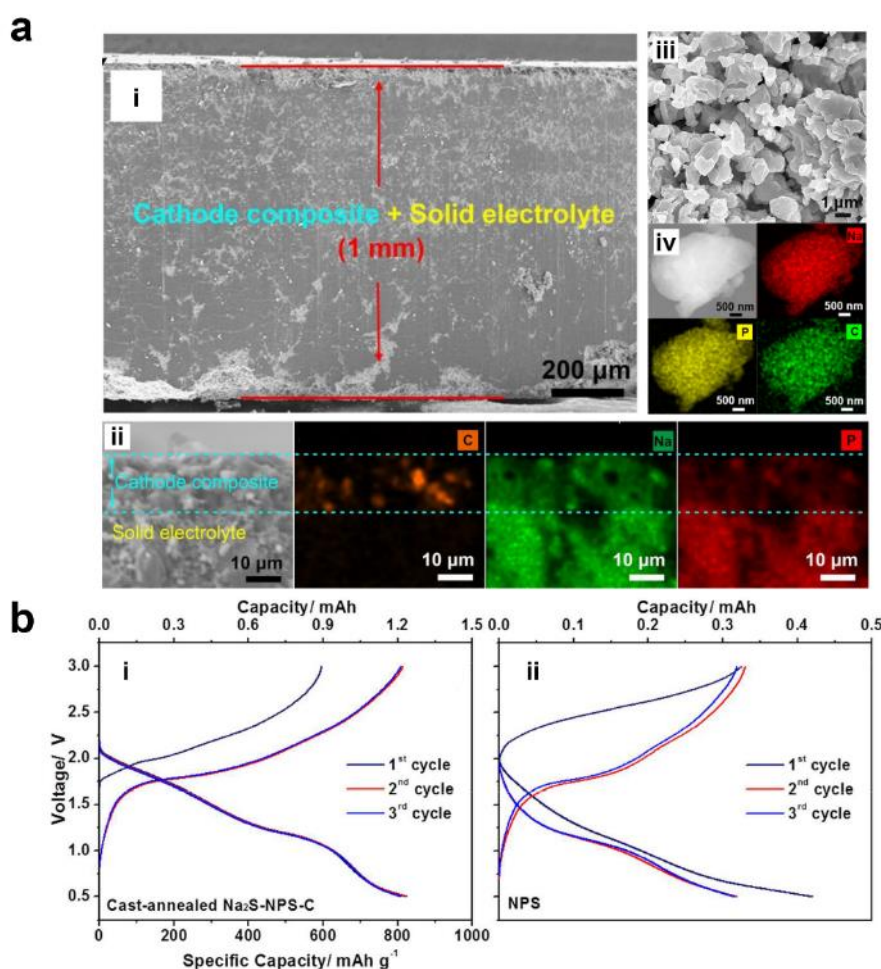 a
i
Cathode composite + Solid electrolyte
(1 mm)
200 µm
iii
1 µm
iv
Na
500 nm
500 nm
P
C
500 nm
500 nm
ii
Cathode composite
Solid electrolyte
10 µm
C
10 µm
Na
10 µm
P
10 µm
b
Capacity/ mAh
0.0 0.3 0.6 0.9 1.2 1.5
i
3.0
2.5
2.0
1.5
1.0
0.5
Voltage/ V
1st cycle
2nd cycle
3rd cycle
Cast-annealed Na2S-NPS-C
0 200 400 600 800 1000
Specific Capacity/ mAh g-1
Capacity/ mAh
0.0 0.1 0.2 0.3 0.4 0.5
ii
1st cycle
2nd cycle
3rd cycle
NPS